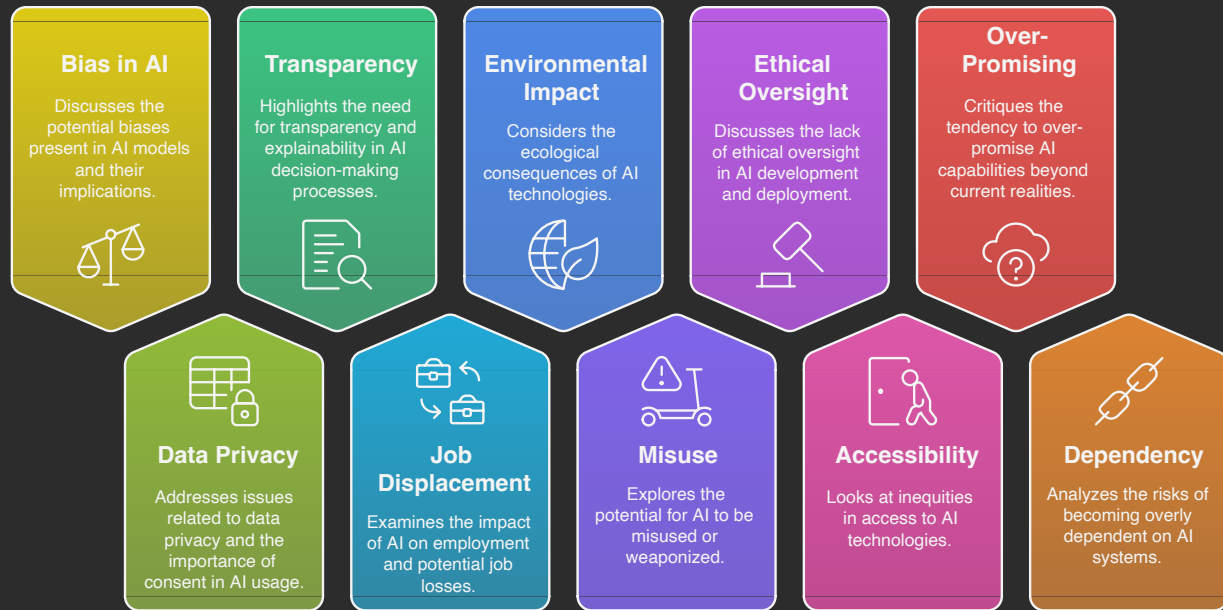 Bias in AI
Discusses the
potential biases
present in AI models
and their
implications.
Transparency
Highlights the need
for transparency and
explainability in AI
decision-making
processes.
Environmental
Impact
Considers the
ecological
consequences of AI
technologies.
Ethical
Oversight
Discusses the lack
of ethical oversight
in AI development
and deployment.
Over-
Promising
Critiques the
tendency to over-
promise AI
capabilities beyond
current realities.
Data Privacy
Addresses issues
related to data
privacy and the
importance of
consent in AI usage.
Job
Displacement
Examines the impact
of AI on employment
and potential job
losses.
Misuse
Explores the
potential for AI to be
misused or
weaponized.
Accessibility
Looks at inequities
in access to AI
technologies.
Dependency
Analyzes the risks of
becoming overly
dependent on AI
systems.